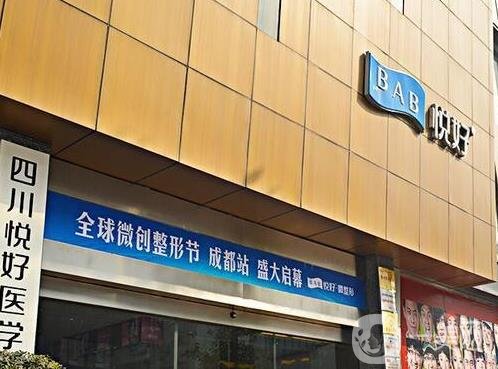 BAB
悦好
四川悦好医学
全球微创整形节 成都站 盛大启幕
悦好 微整形